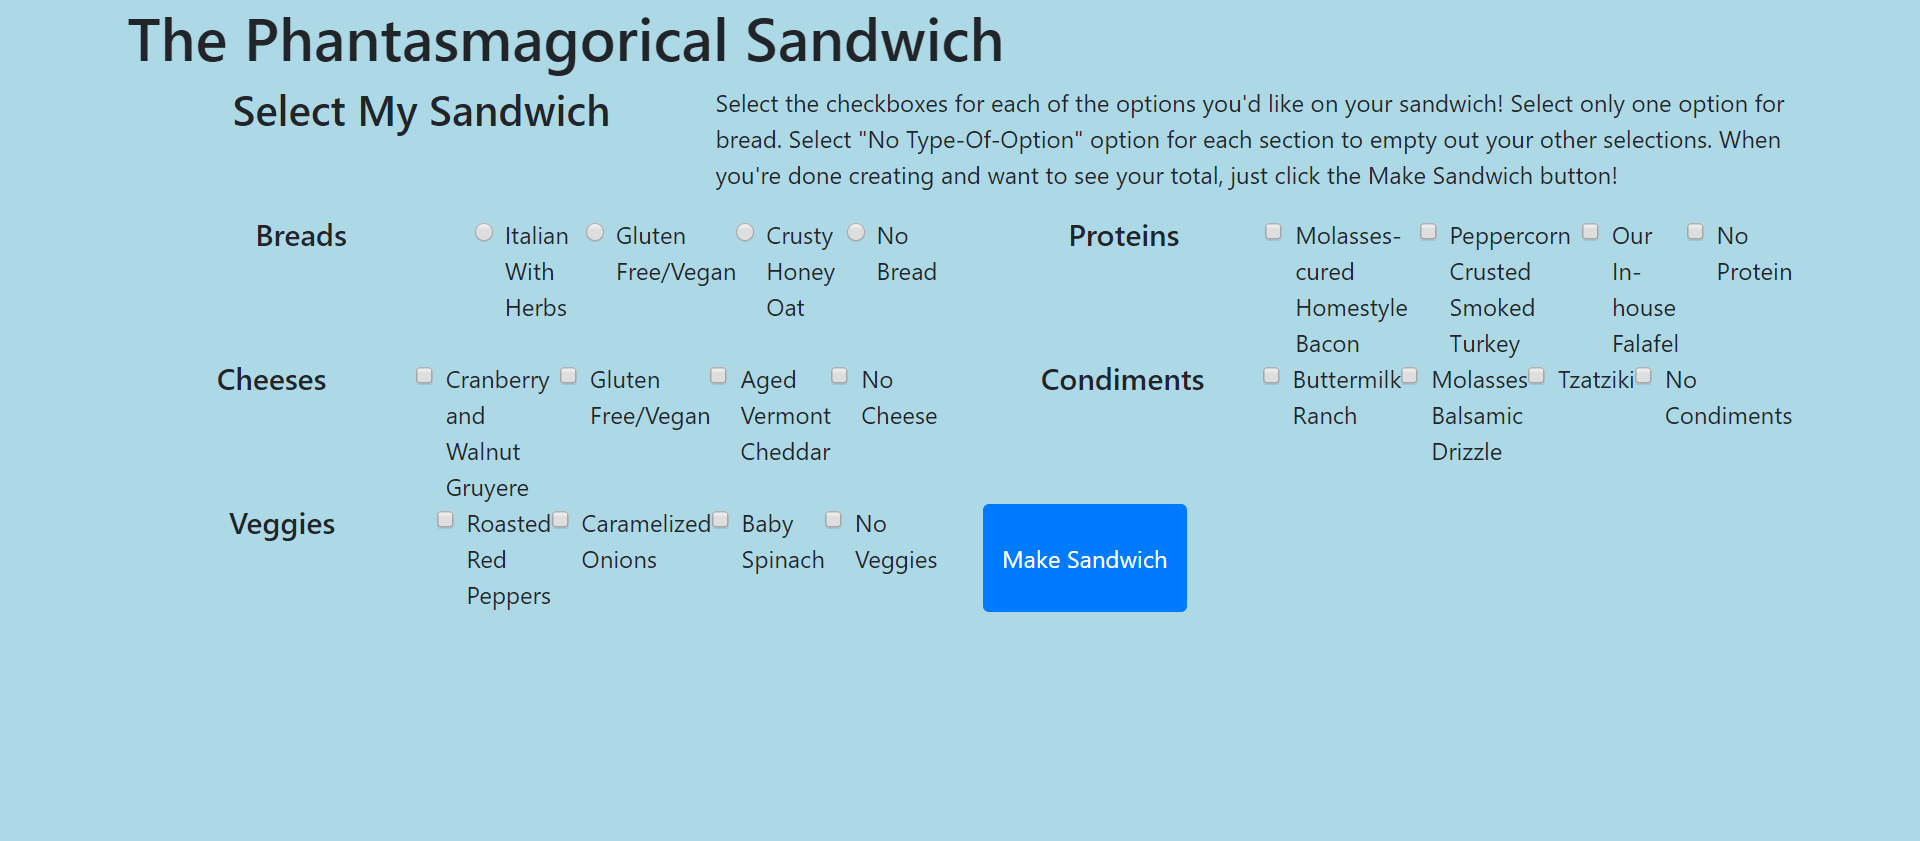 The Phantasmagorical Sandwich
Select My Sandwich
Select the checkboxes for each of the options you'd like on your sandwich! Select only one option for
bread. Select "No Type-Of-Option" option for each section to empty out your other selections. When
you're done creating and want to see your total, just click the Make Sandwich button!
Breads
Italian
With
Herbs
Gluten
Free/Vegan
Crusty
Honey
Oat
No
Bread
Proteins
Molasses-
cured
Homestyle
Bacon
Peppercorn
Crusted
Smoked
Turkey
Our
In-
house
Falafel
No
Protein
Cheeses
Cranberry
and
Walnut
Gruyere
Gluten
Free/Vegan
Aged
Vermont
Cheddar
No
Cheese
Condiments
Buttermilk
Ranch
Molasses
Balsamic
Drizzle
Tzatziki
No
Condiments
Veggies
Roasted
Red
Peppers
Caramelized
Onions
Baby
Spinach
No
Veggies
Make Sandwich